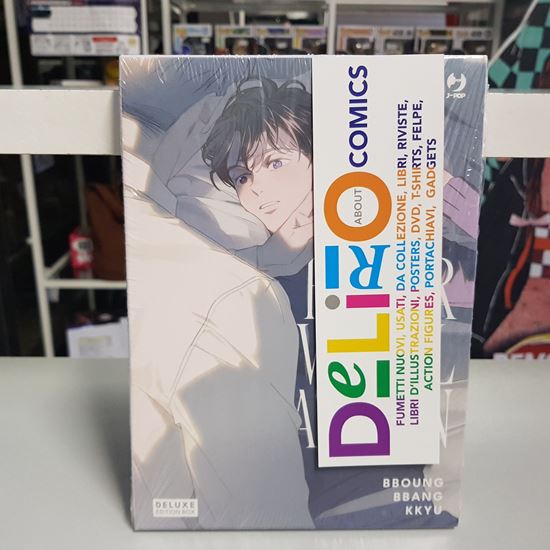 J-POP
DeLiRiO
ABOUT
COMICS
FUMETTI NUOVI, USATI, DA COLLEZIONE, LIBRI, RIVISTE,
LIBRI D'ILLUSTRAZIONI, POSTERS, DVD, T-SHIRTS, FELPE,
ACTION FIGURES, PORTACHIAVI, GADGETS
BBOUNG
BBANG
KKYU
DELUXE
EDITION BOX